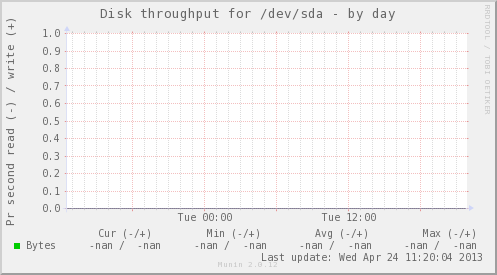 Disk throughput for /dev/sda - by day
RRDTOOL / TOBI OETIKER
Pr second read (-) / write (+)
1.0
0.9
0.8
0.7
0.6
0.5
0.4
0.3
0.2
0.1
0.0
Tue 00:00 Tue 12:00
Cur (-/+) Min (-/+) Avg (-/+) Max (-/+)
Bytes -nan / -nan -nan / -nan -nan / -nan -nan / -nan
Last update: Wed Apr 24 11:20:04 2013
Munin 2.0.12